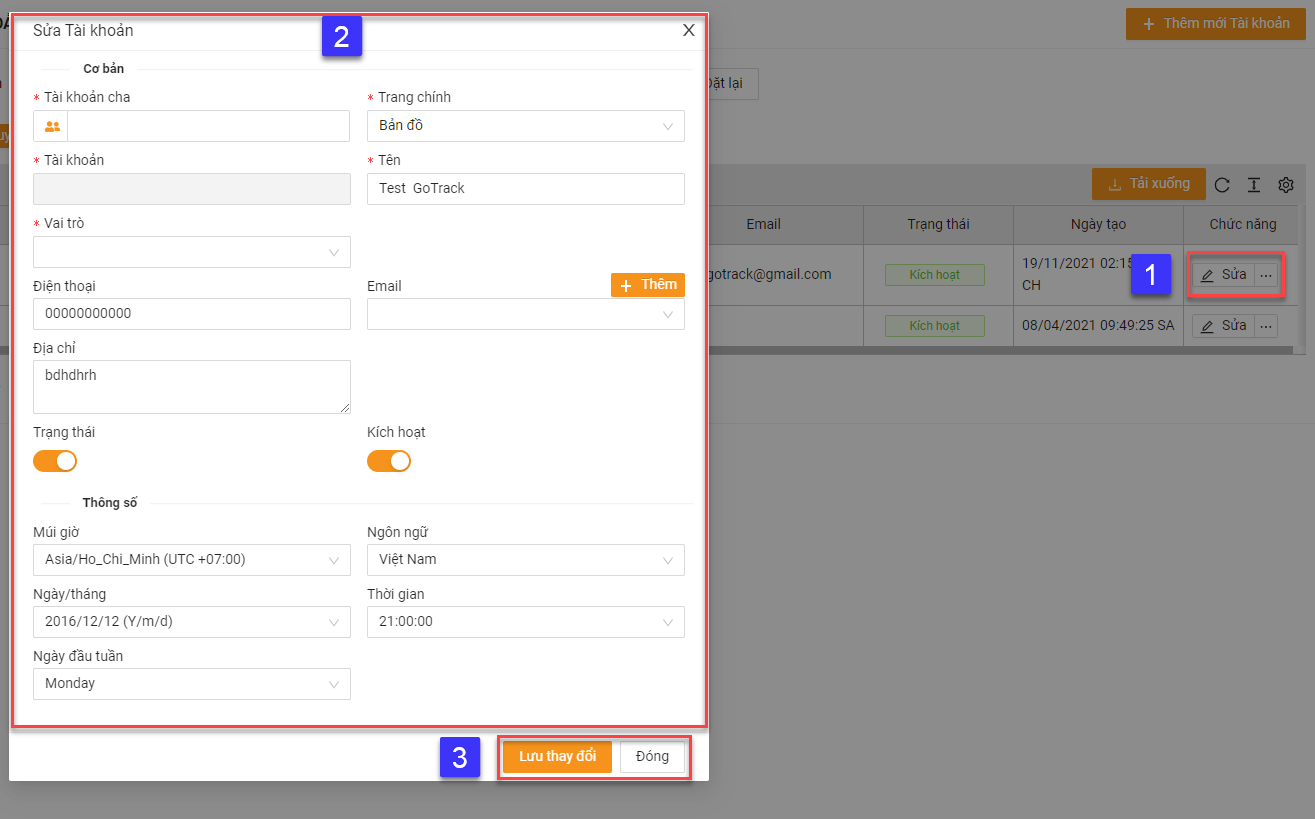 Sửa Tài khoản
2
X
Thêm mới Tài khoản
Cơ bản
* Tài khoản cha
* Trang chính
Đặt lại
Bản đồ
* Tài khoản
* Tên
Test GoTrack
Tải xuống
* Vai trò
Email
Trạng thái
Ngày tạo
Chức năng
Điện thoại
Email
Thêm
gotrack@gmail.com
Kích hoạt
19/11/2021 02:15
CH
1
Sửa
00000000000
Kích hoạt
08/04/2021 09:49:25 SA
Sửa
Địa chỉ
bdhdhrh
Trạng thái
Kích hoạt
Thông số
Múi giờ
Ngôn ngữ
Asia/Ho_Chi_Minh (UTC +07:00)
Việt Nam
Ngày/tháng
Thời gian
2016/12/12 (Y/m/d)
21:00:00
Ngày đầu tuần
Monday
3
Lưu thay đổi
Đóng